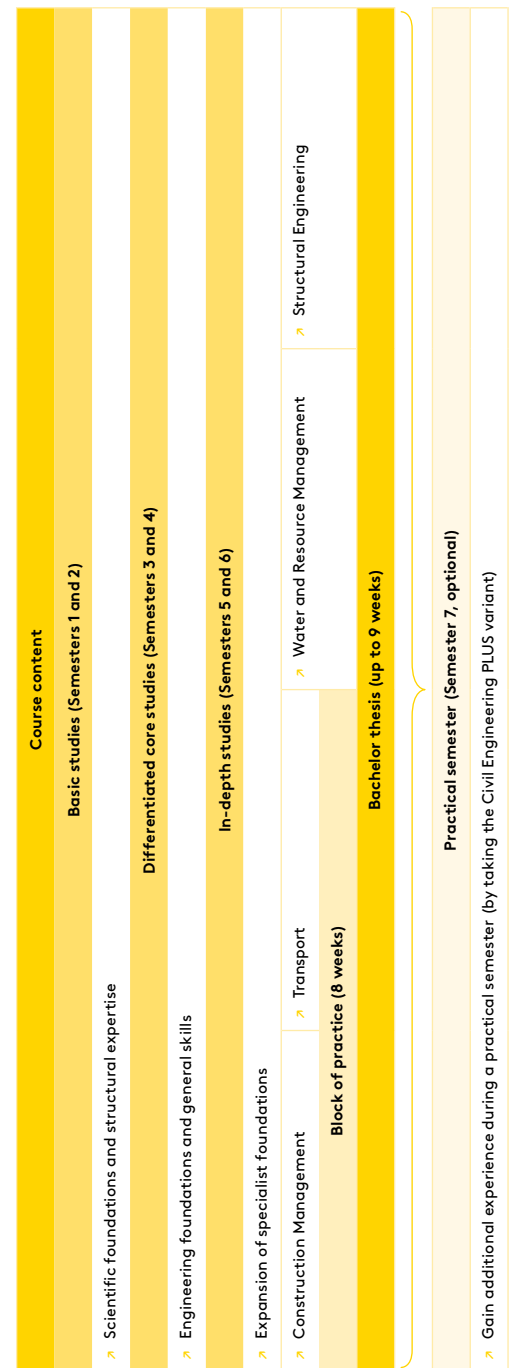 Course content
Basic studies (Semesters 1 and 2)
↗ Scientific foundations and structural expertise
Differentiated core studies (Semesters 3 and 4)
↗ Engineering foundations and general skills
In-depth studies (Semesters 5 and 6)
↗ Expansion of specialist foundations
↗ Construction Management
↗ Transport
↗ Water and Resource Management
↗ Structural Engineering
Block of practice (8 weeks)
Bachelor thesis (up to 9 weeks)
Practical semester (Semester 7, optional)
↗ Gain additional experience during a practical semester (by taking the Civil Engineering PLUS variant)